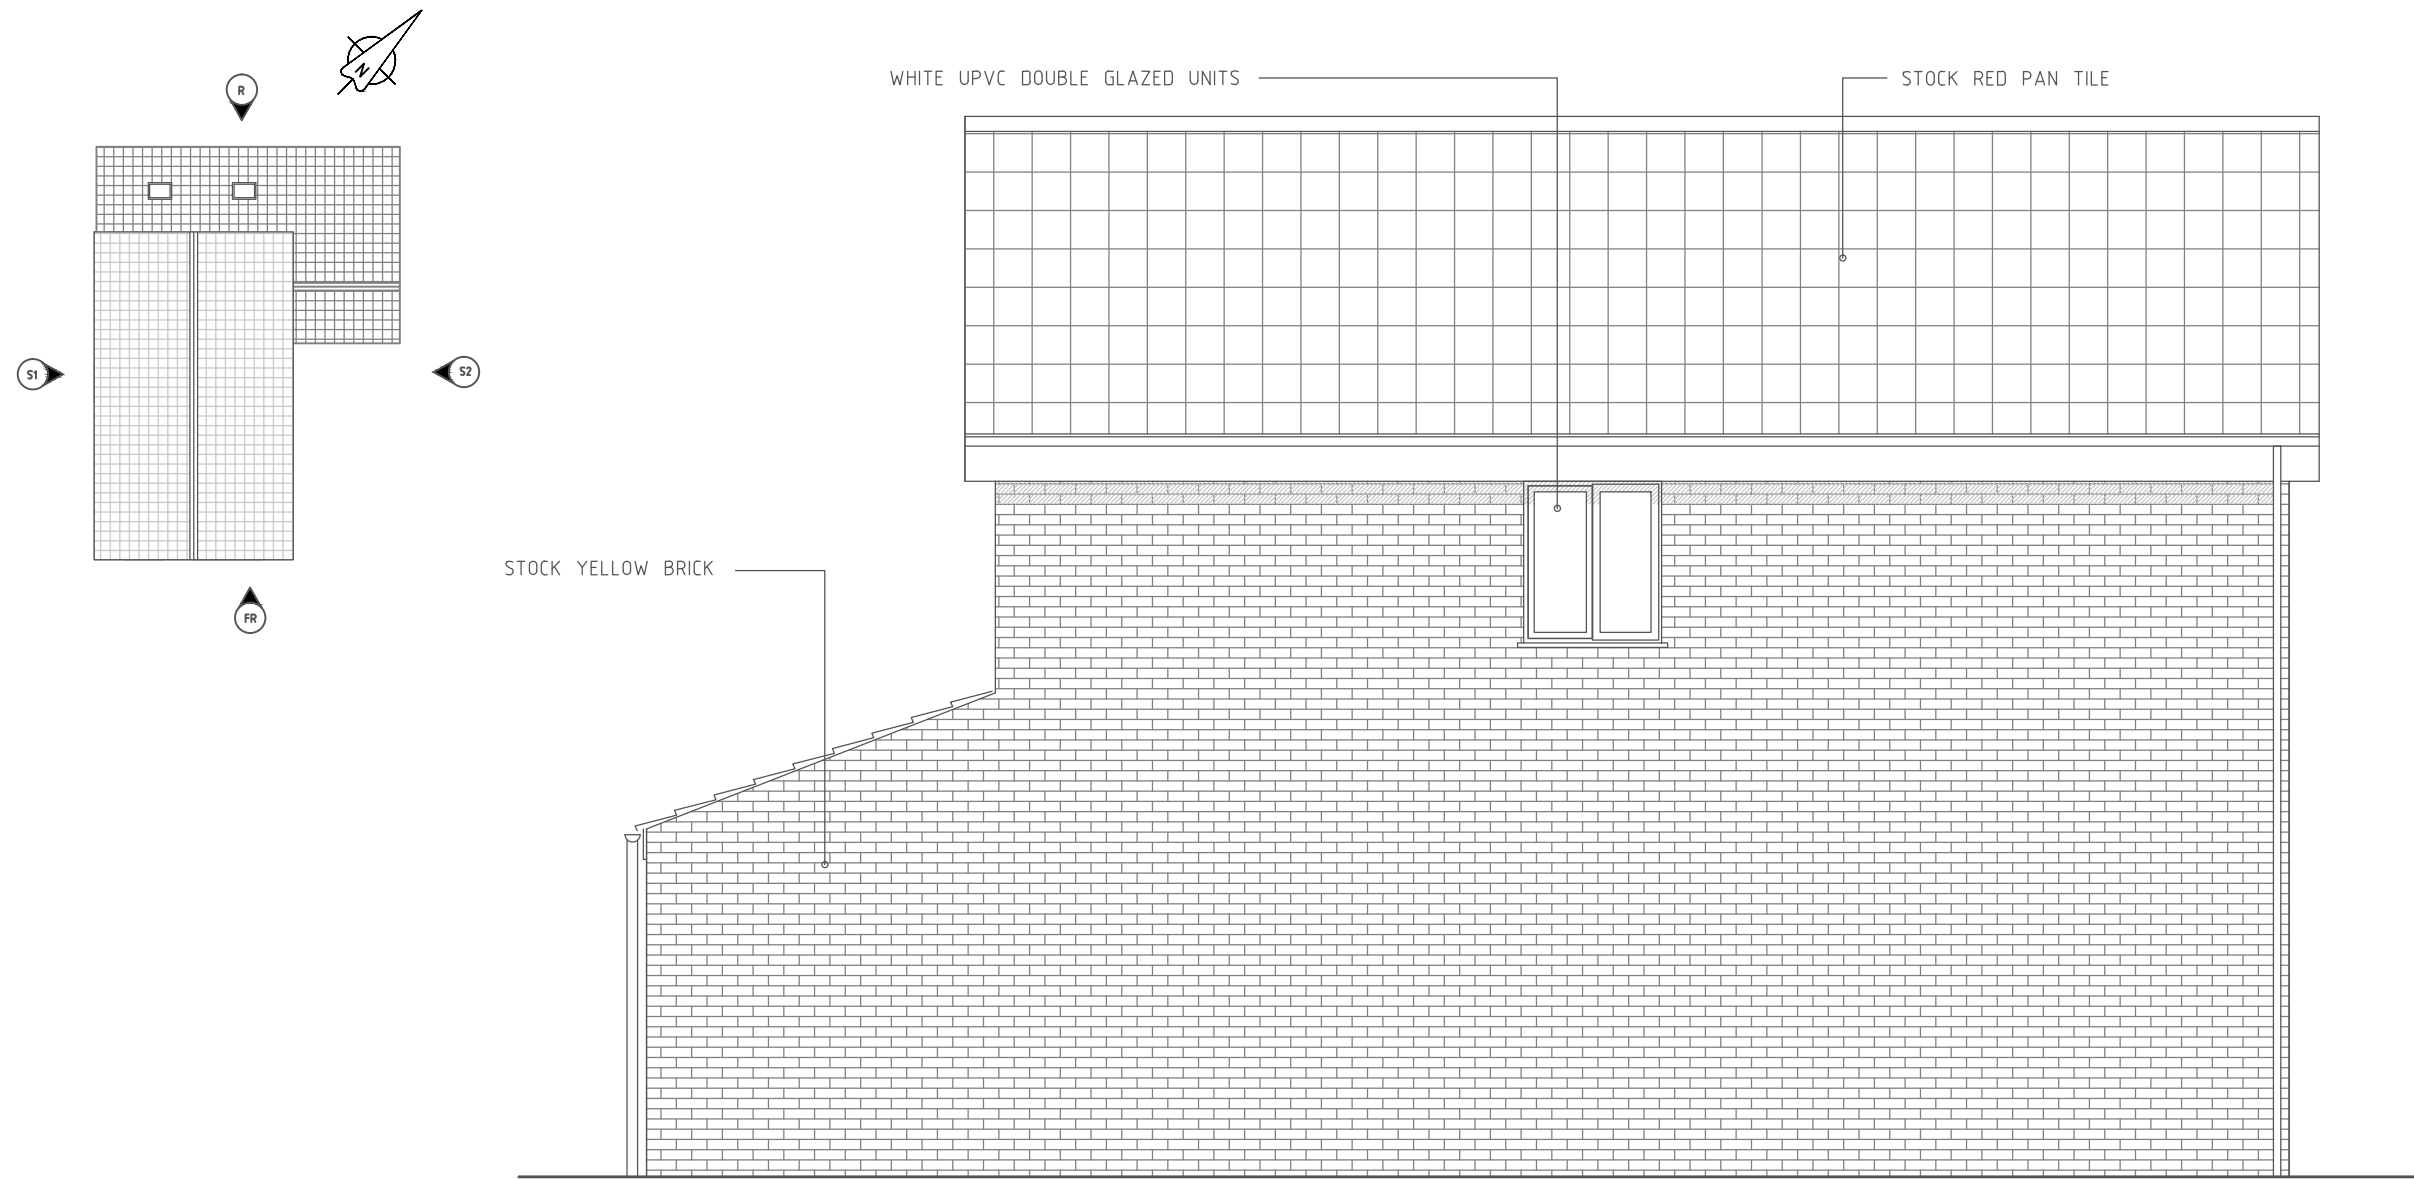 N
R
WHITE UPVC DOUBLE GLAZED UNITS
STOCK RED PAN TILE
S1
S2
STOCK YELLOW BRICK
FR